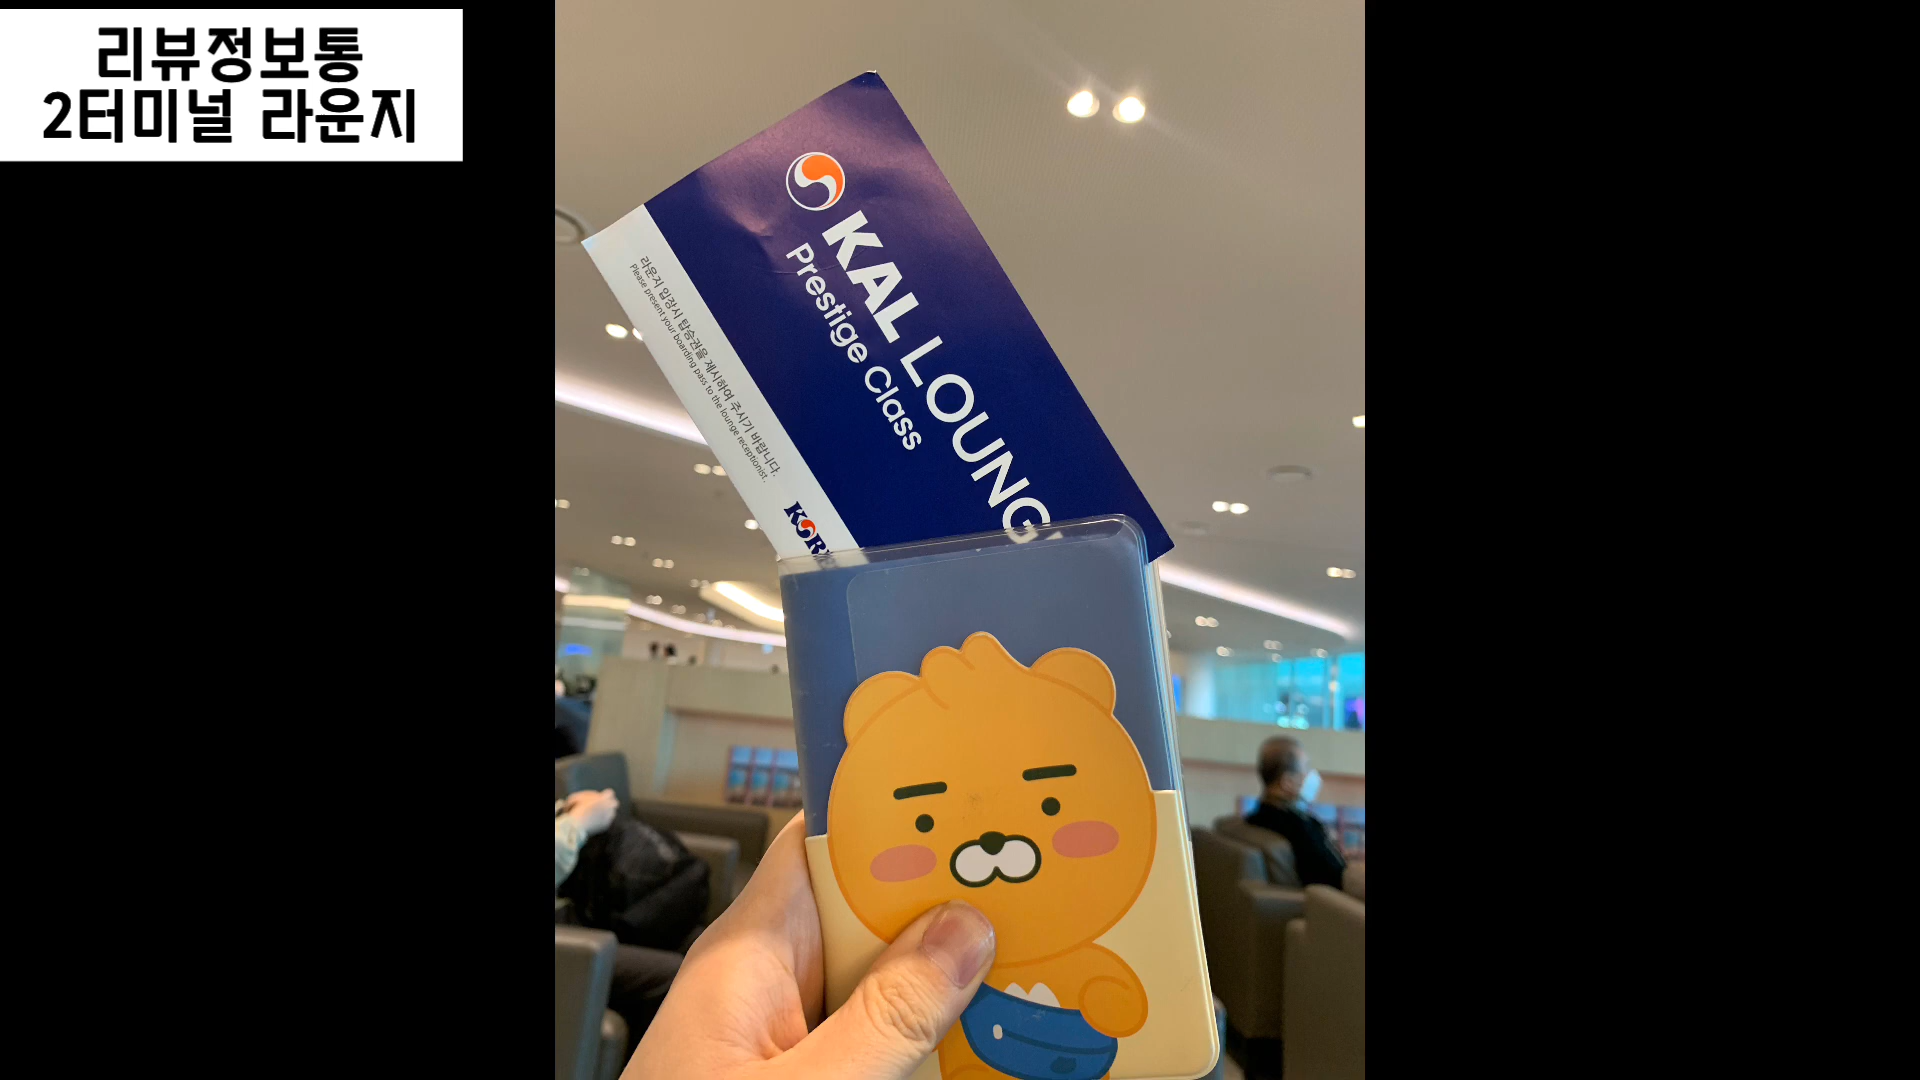 리뷰정보통
2터미널 라운지
KAL LOUNG
Prestige Class
라운지 입장시 탑승권을 제시하여 주시기 바랍니다.
Please present your boarding pass to the lounge receptionist.
KOR